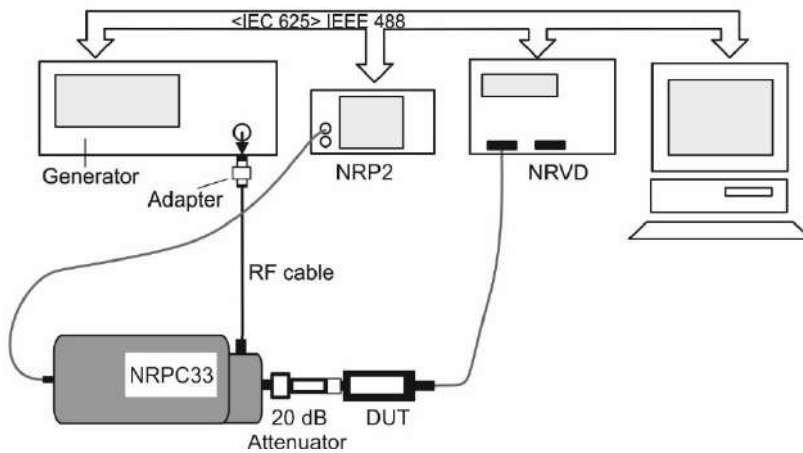 <IEC 625> IEEE 488
Generator
Adapter
NRP2
NRVD
RF cable
NRPC33
20 dB
Attenuator
DUT